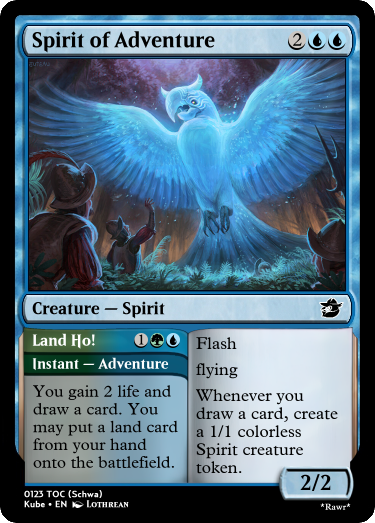 Spirit of Adventure 2UU
Creature — Spirit
Land Ho! 1GU
Instant — Adventure
You gain 2 life and
draw a card. You
may put a land card
from your hand
onto the battlefield.
Flash
flying
Whenever you
draw a card, create
a 1/1 colorless
Spirit creature
token.
2/2
0123 TOC (Schwa)
Kube • EN Lothrean
*Rawr*